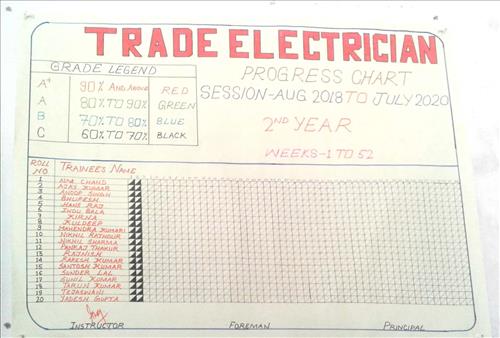 TRADE ELECTRICIAN
GRADE LEGEND
A+ 90% AND ABOVE RED
A 80% TO 90% GREEN
B 70% TO 80% BLUE
C 60% TO 70% BLACK
PROGRESS CHART
SESSION-AUG 2018 TO JULY 2020
2ND YEAR
WEEKS-1 TO 52
ROLL NO TRAINEES NAME
1 CHAND
2 AJAY KUMAR
3 ANOOP SINGH
4 BHUPESH
5 HANS RAJ
6 INDU BALA
7 KIRNA
8 KULDEEP
9 MAHENDRA KUMARI
10 NIKHIL RATHOUR
11 NIKHIL SHARMA
12 PANKAJ THAKUR
13 RAJNISH
14 RAKESH KUMAR
15 SANTOSH KUMAR
16 SUNDER LAL
17 SUNIL KUMAR
18 TARUN KUMAR
19 TEJASWANI
20 YADESH GUPTA
INSTRUCTOR FOREMAN PRINCIPAL